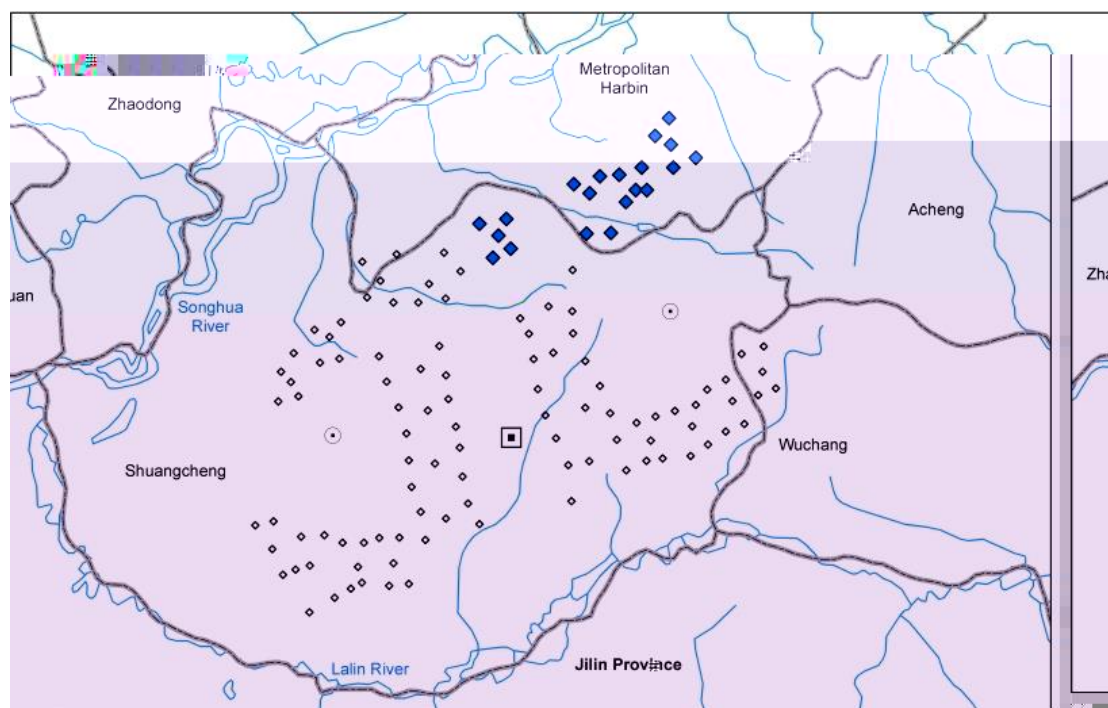 Metropolitan
Harbin
Zhaodong
Acheng
Zha
uan
Songhua
River
Shuangcheng
Wuchang
Lalin River
Jilin Province